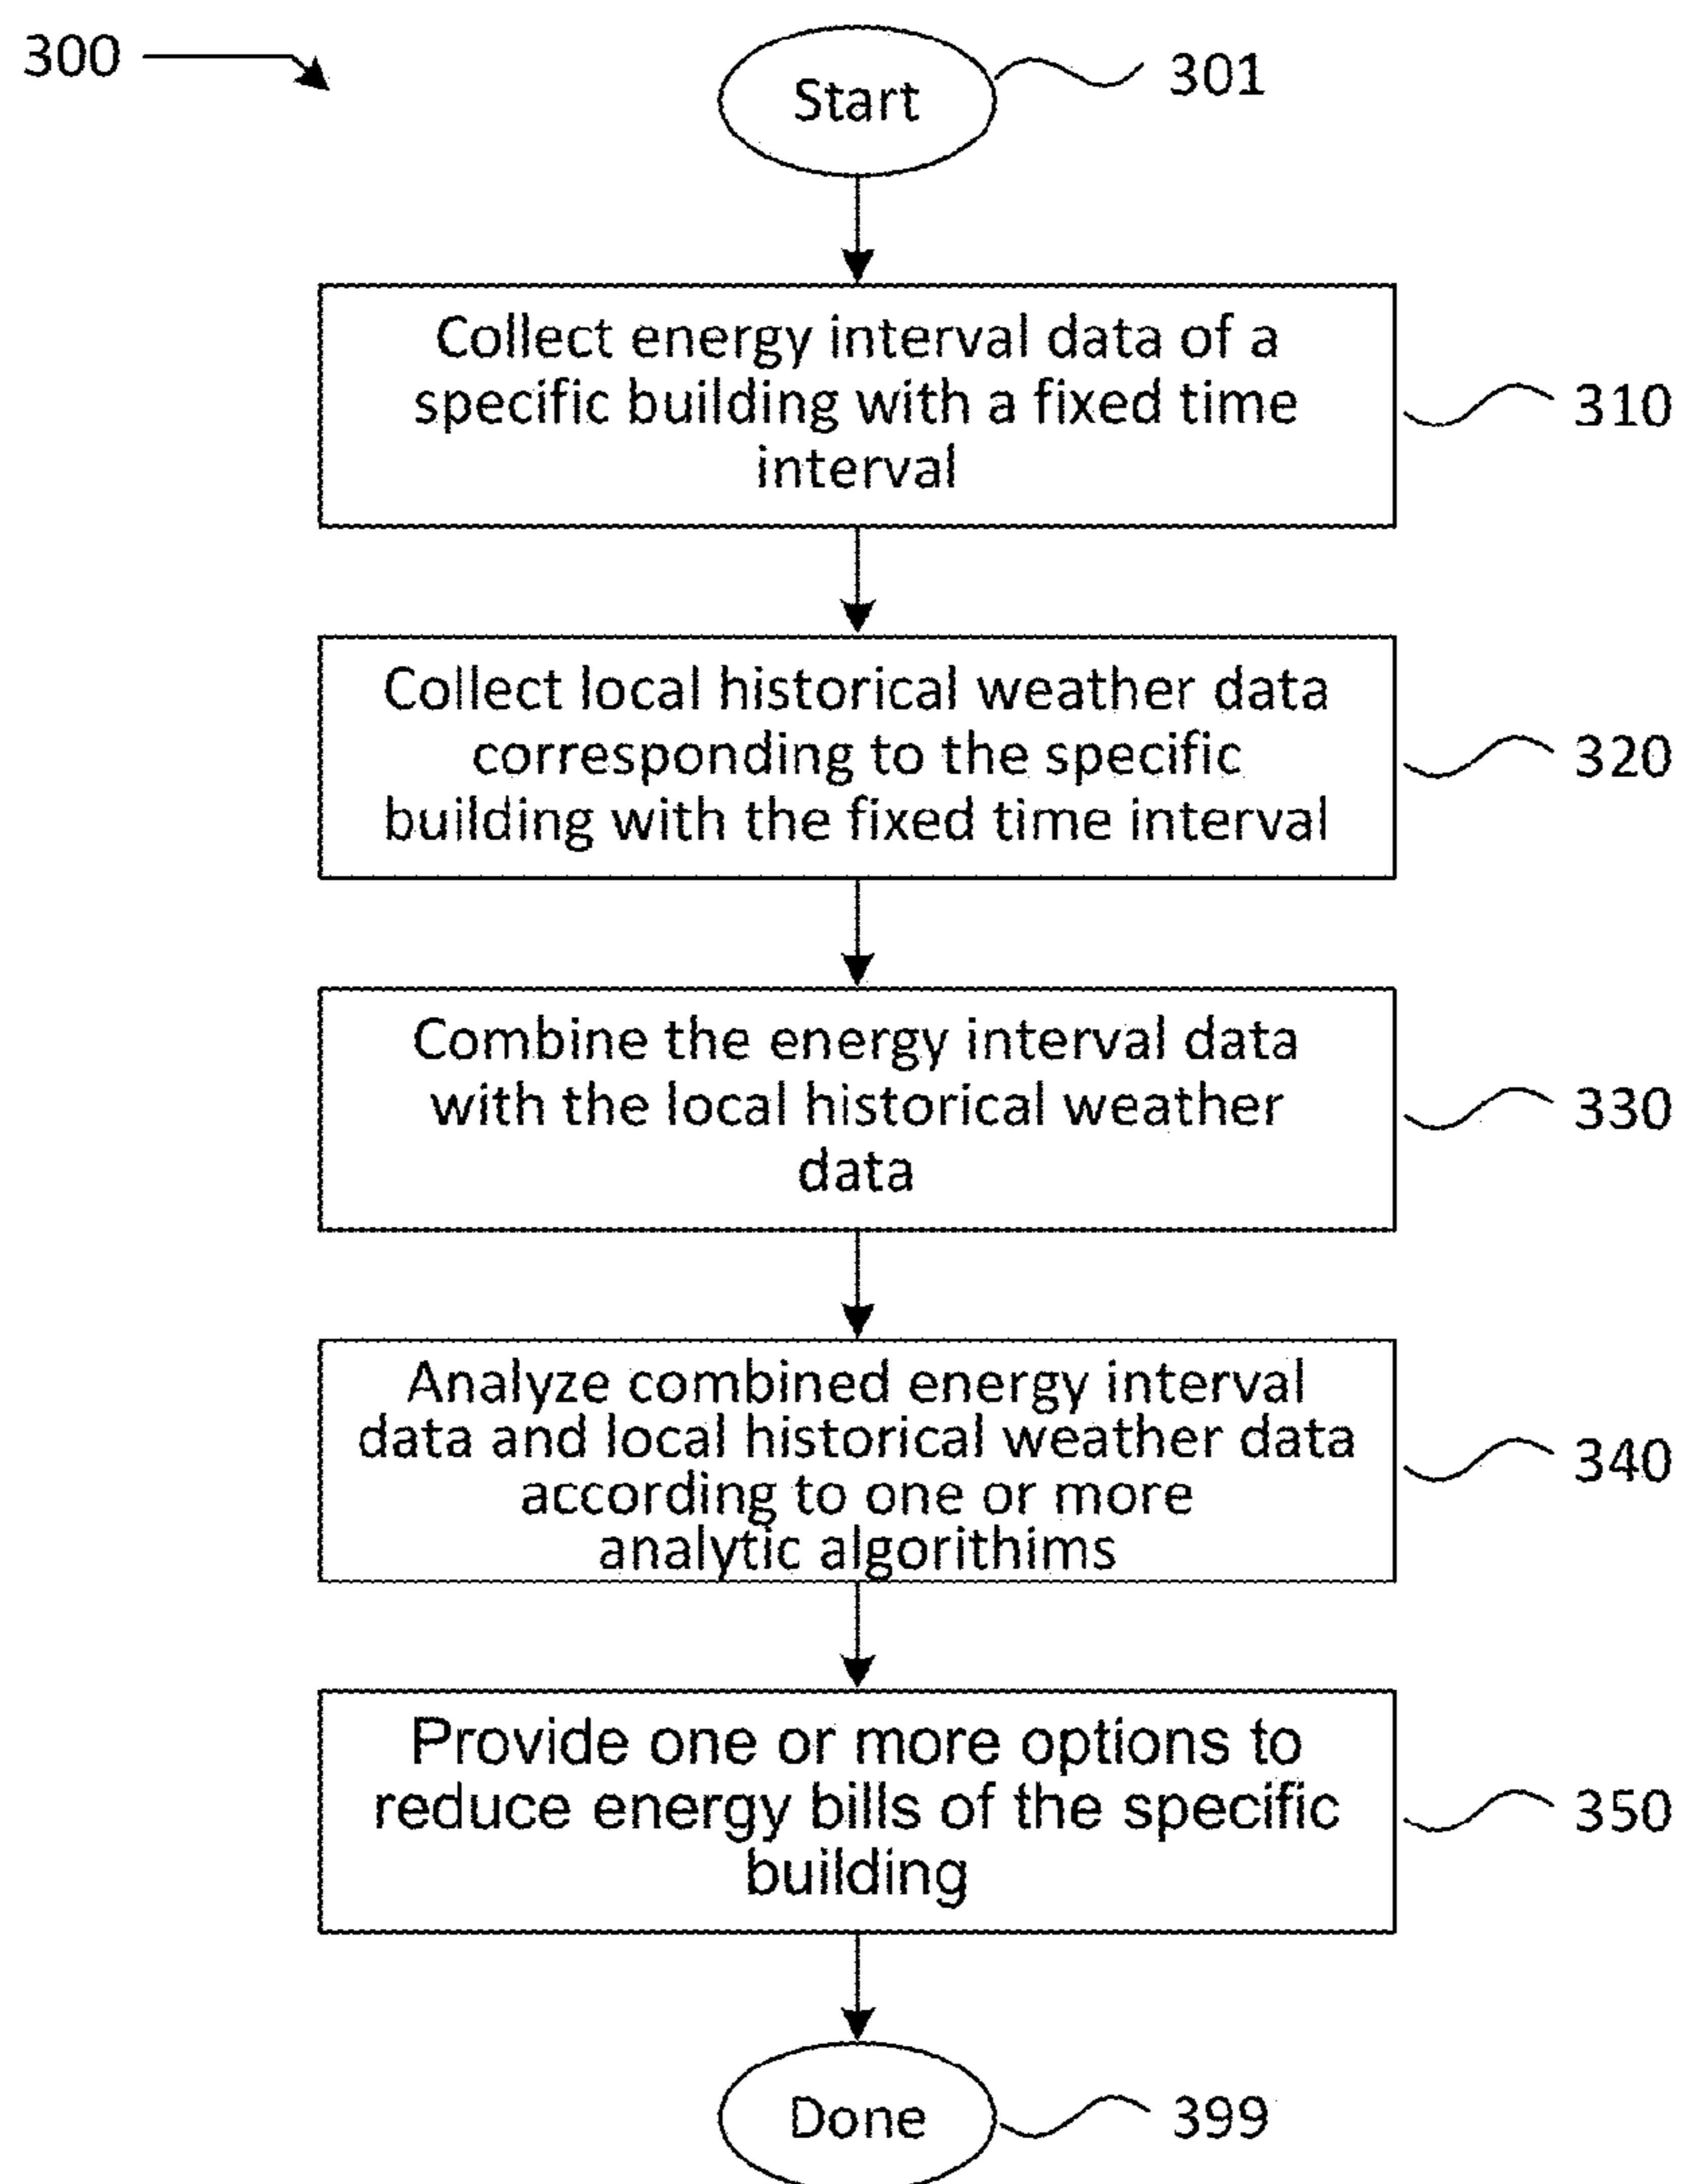 300
Start
301
Collect energy interval data of a
specific building with a fixed time
interval
310
Collect local historical weather data
corresponding to the specific
building with the fixed time interval
320
Combine the energy interval data
with the local historical weather
data
330
Analyze combined energy interval
data and local historical weather data
according to one or more
analytic algorithims
340
Provide one or more options to
reduce energy bills of the specific
building
350
Done
399